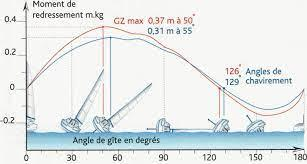 Moment de
redressement m.kg
GZ max 0,37 m à 50°
0,31 m à 55
0.4
0.2
0
-0.2
126° Angles de
129 chavirement
0 30 60 90 120 150 180
Angle de gîte en degrés